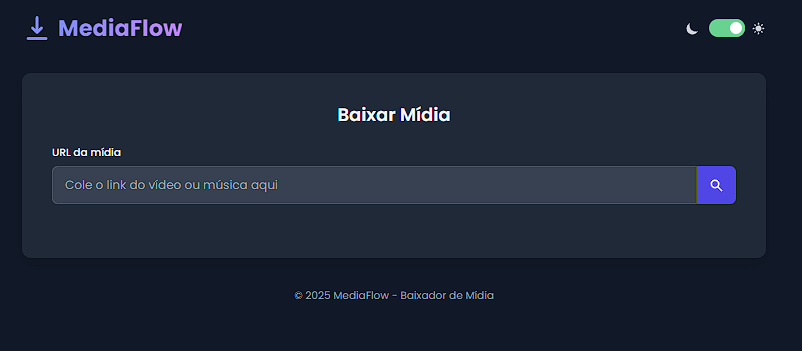 MediaFlow
Baixar Mídia
URL da mídia
Cole o link do vídeo ou música aqui
© 2025 MediaFlow - Baixador de Mídia